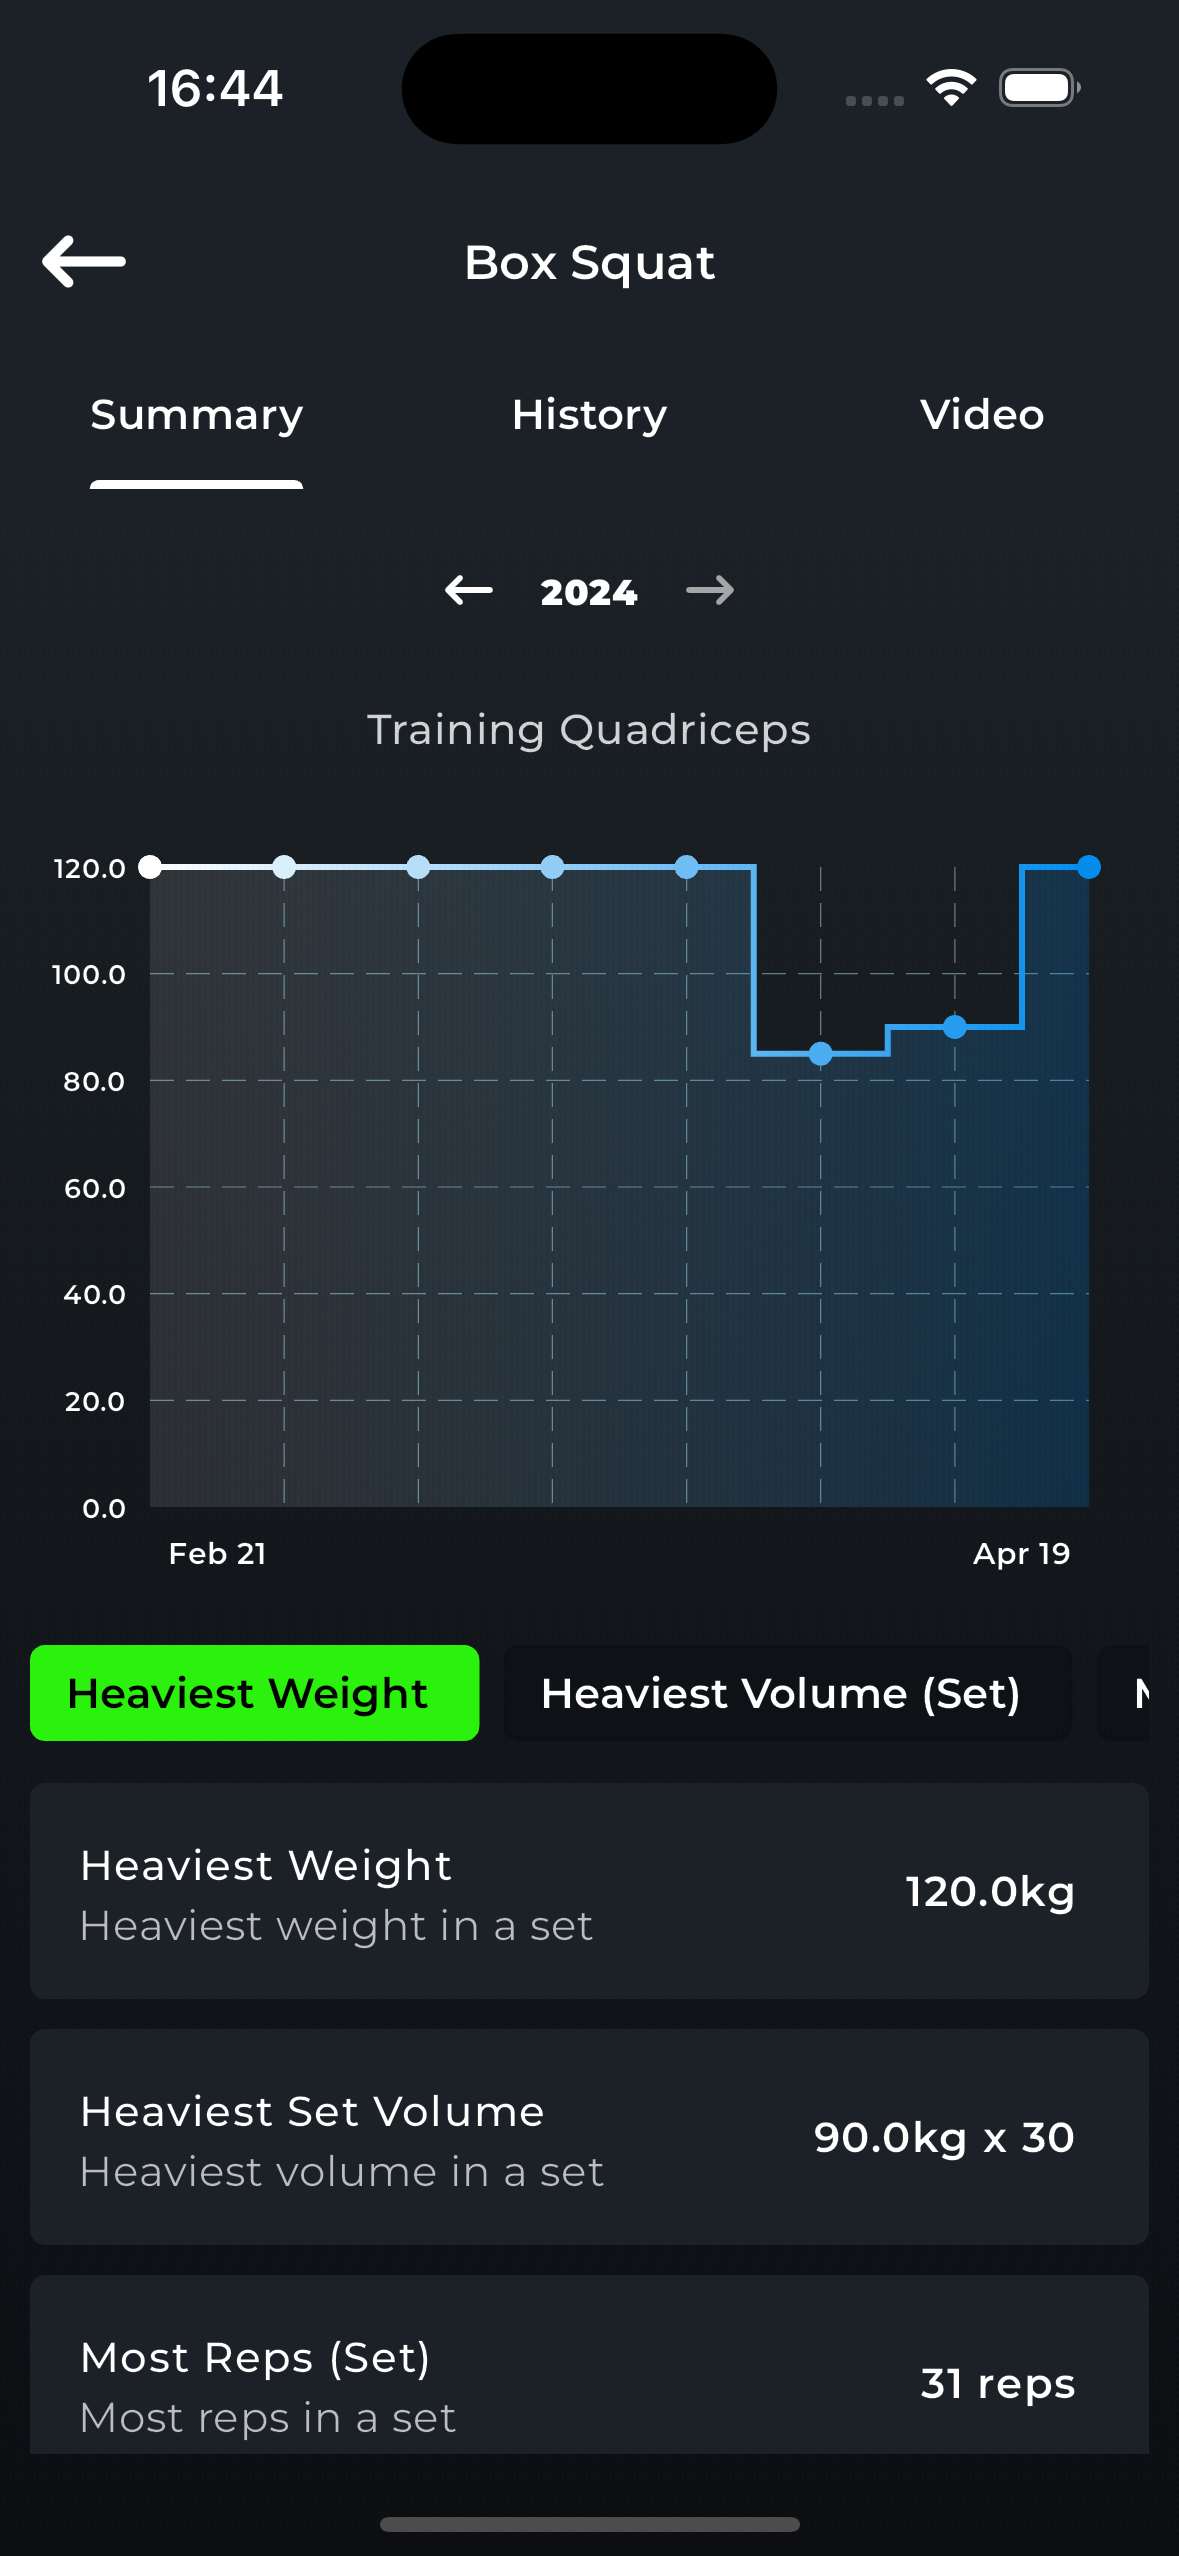 16:44
Box Squat
Summary History Video
2024
Training Quadriceps
120.0
100.0
80.0
60.0
40.0
20.0
0.0
Feb 21 Apr 19
Heaviest Weight Heaviest Volume (Set)
Heaviest Weight
Heaviest weight in a set
120.0kg
Heaviest Set Volume
Heaviest volume in a set
90.0kg x 30
Most Reps (Set)
Most reps in a set
31 reps